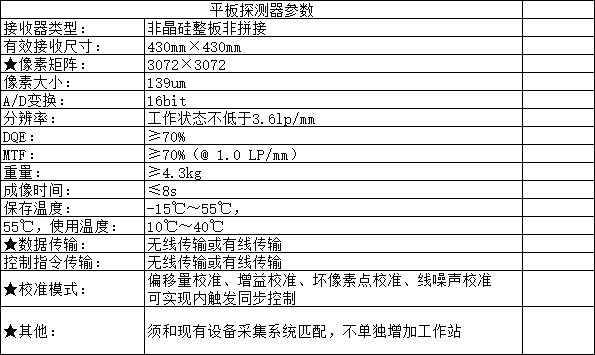 平板探测器参数
接收器类型： 非晶硅整板非拼接
有效接收尺寸： 430mm×430mm
★像素矩阵： 3072×3072
像素大小： 139um
A/D变换： 16bit
分辨率： 工作状态不低于3.6lp/mm
DQE： ≥70%
MTF： ≥70%（@ 1.0 LP/mm）
重量： ≥4.3kg
成像时间： ≤8s
保存温度： -15℃～55℃，
55℃，使用温度： 10℃～40℃
★数据传输： 无线传输或有线传输
控制指令传输： 无线传输或有线传输
★校准模式： 偏移量校准、增益校准、坏像素点校准、线噪声校准
可实现内触发同步控制
★其他： 须和现有设备采集系统匹配，不单独增加工作站